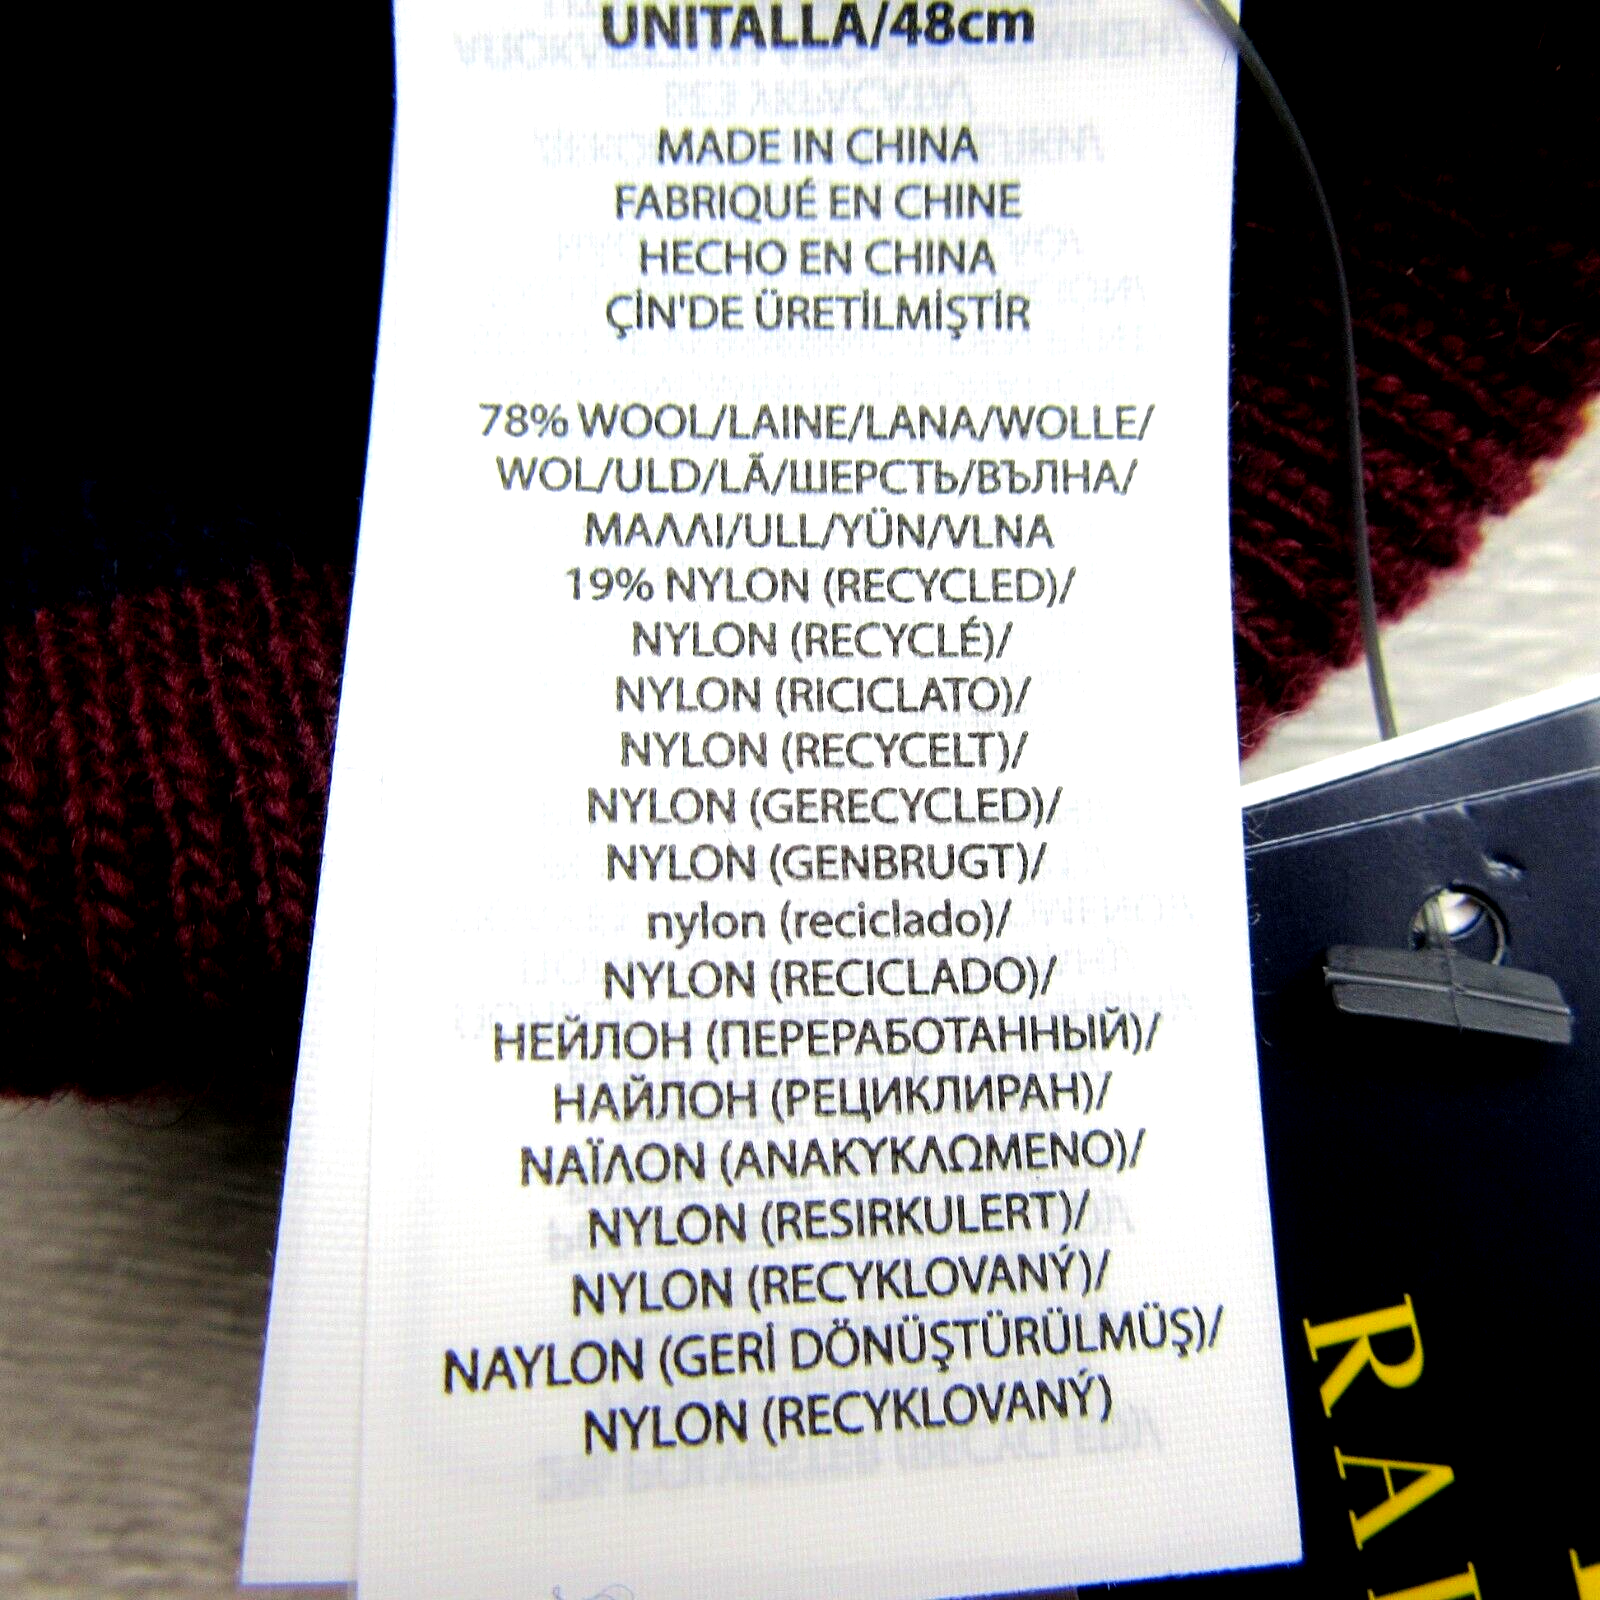 UNITALLA/48cm
MADE IN CHINA
FABRIQUÉ EN CHINE
HECHO EN CHINA
ÇİN'DE ÜRETİLMİŞTİR
78% WOOL/LAINE/LANA/WOLLE/
WOL/ULD/LÃ/ШЕРСТЬ/ВЪЛНА/
ΜΑΛΛΙ/ULL/YÜN/VLNA
19% NYLON (RECYCLED)/
NYLON (RECYCLÉ)/
NYLON (RICICLATO)/
NYLON (RECYCELT)/
NYLON (GERECYCLED)/
NYLON (GENBRUGT)/
nylon (reciclado)/
NYLON (RECICLADO)/
НЕЙЛОН (ПЕРЕРАБОТАННЫЙ)/
НАЙЛОН (РЕЦИКЛИРАН)/
ΝΑΪΛΟΝ (ΑΝΑΚΥΚΛΩΜΕΝΟ)/
NYLON (RESIRKULERT)/
NYLON (RECYKLOVANÝ)/
NAYLON (GERİ DÖNÜŞTÜRÜLMÜŞ)/
NYLON (RECYKLOVANÝ)
RAL